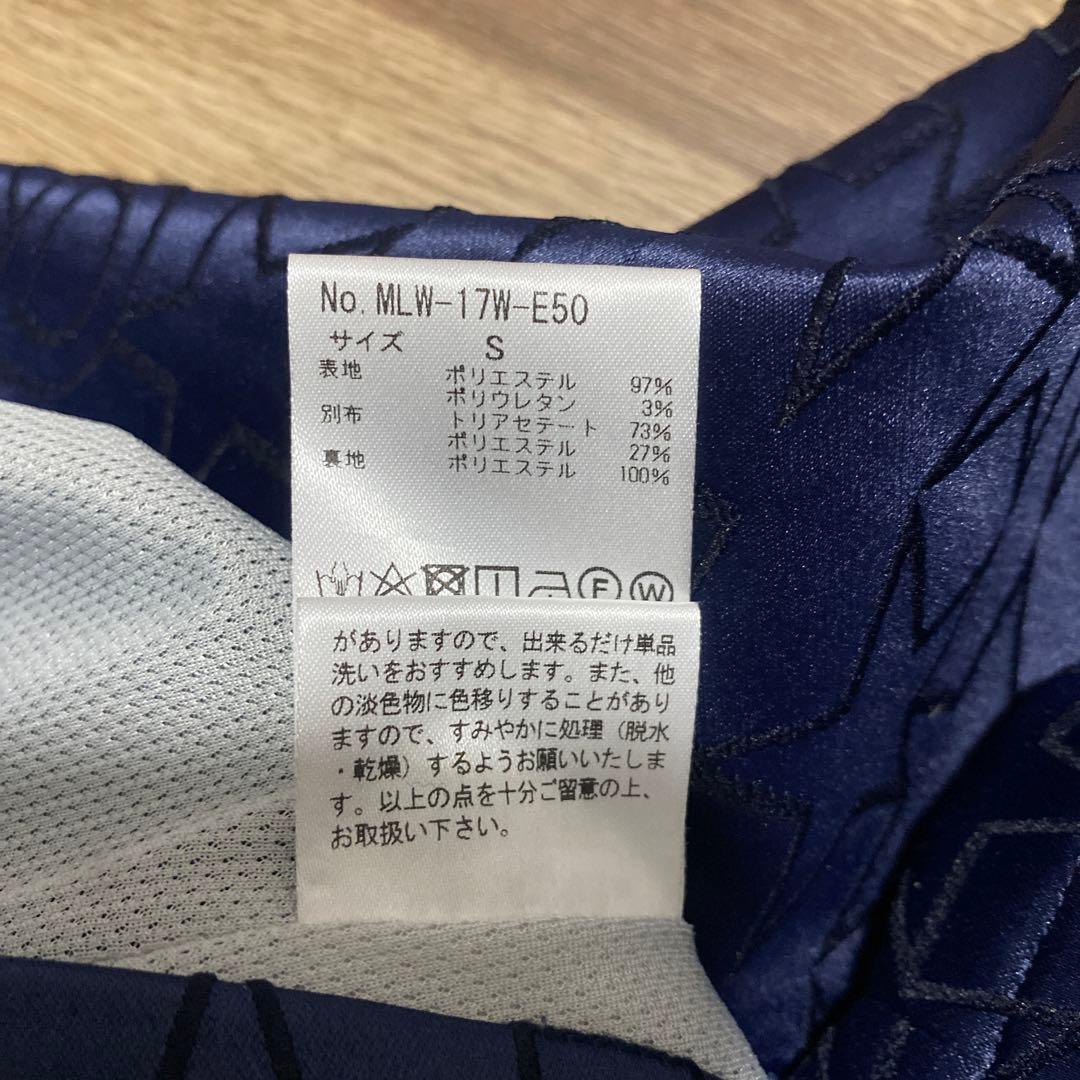 No. MLW-17W-E50
サイズ S
表地 ポリエステル 97%
ポリウレタン 3%
別布 トリアセテート 73%
ポリエステル 27%
裏地 ポリエステル 100%
F W
がありますので、出来るだけ単品
洗いをおすすめします。また、他
の淡色物に色移りすることがあり
ますので、すみやかに処理（脱水
・乾燥）するようお願いいたしま
す。以上の点を十分ご留意の上、
お取扱い下さい。